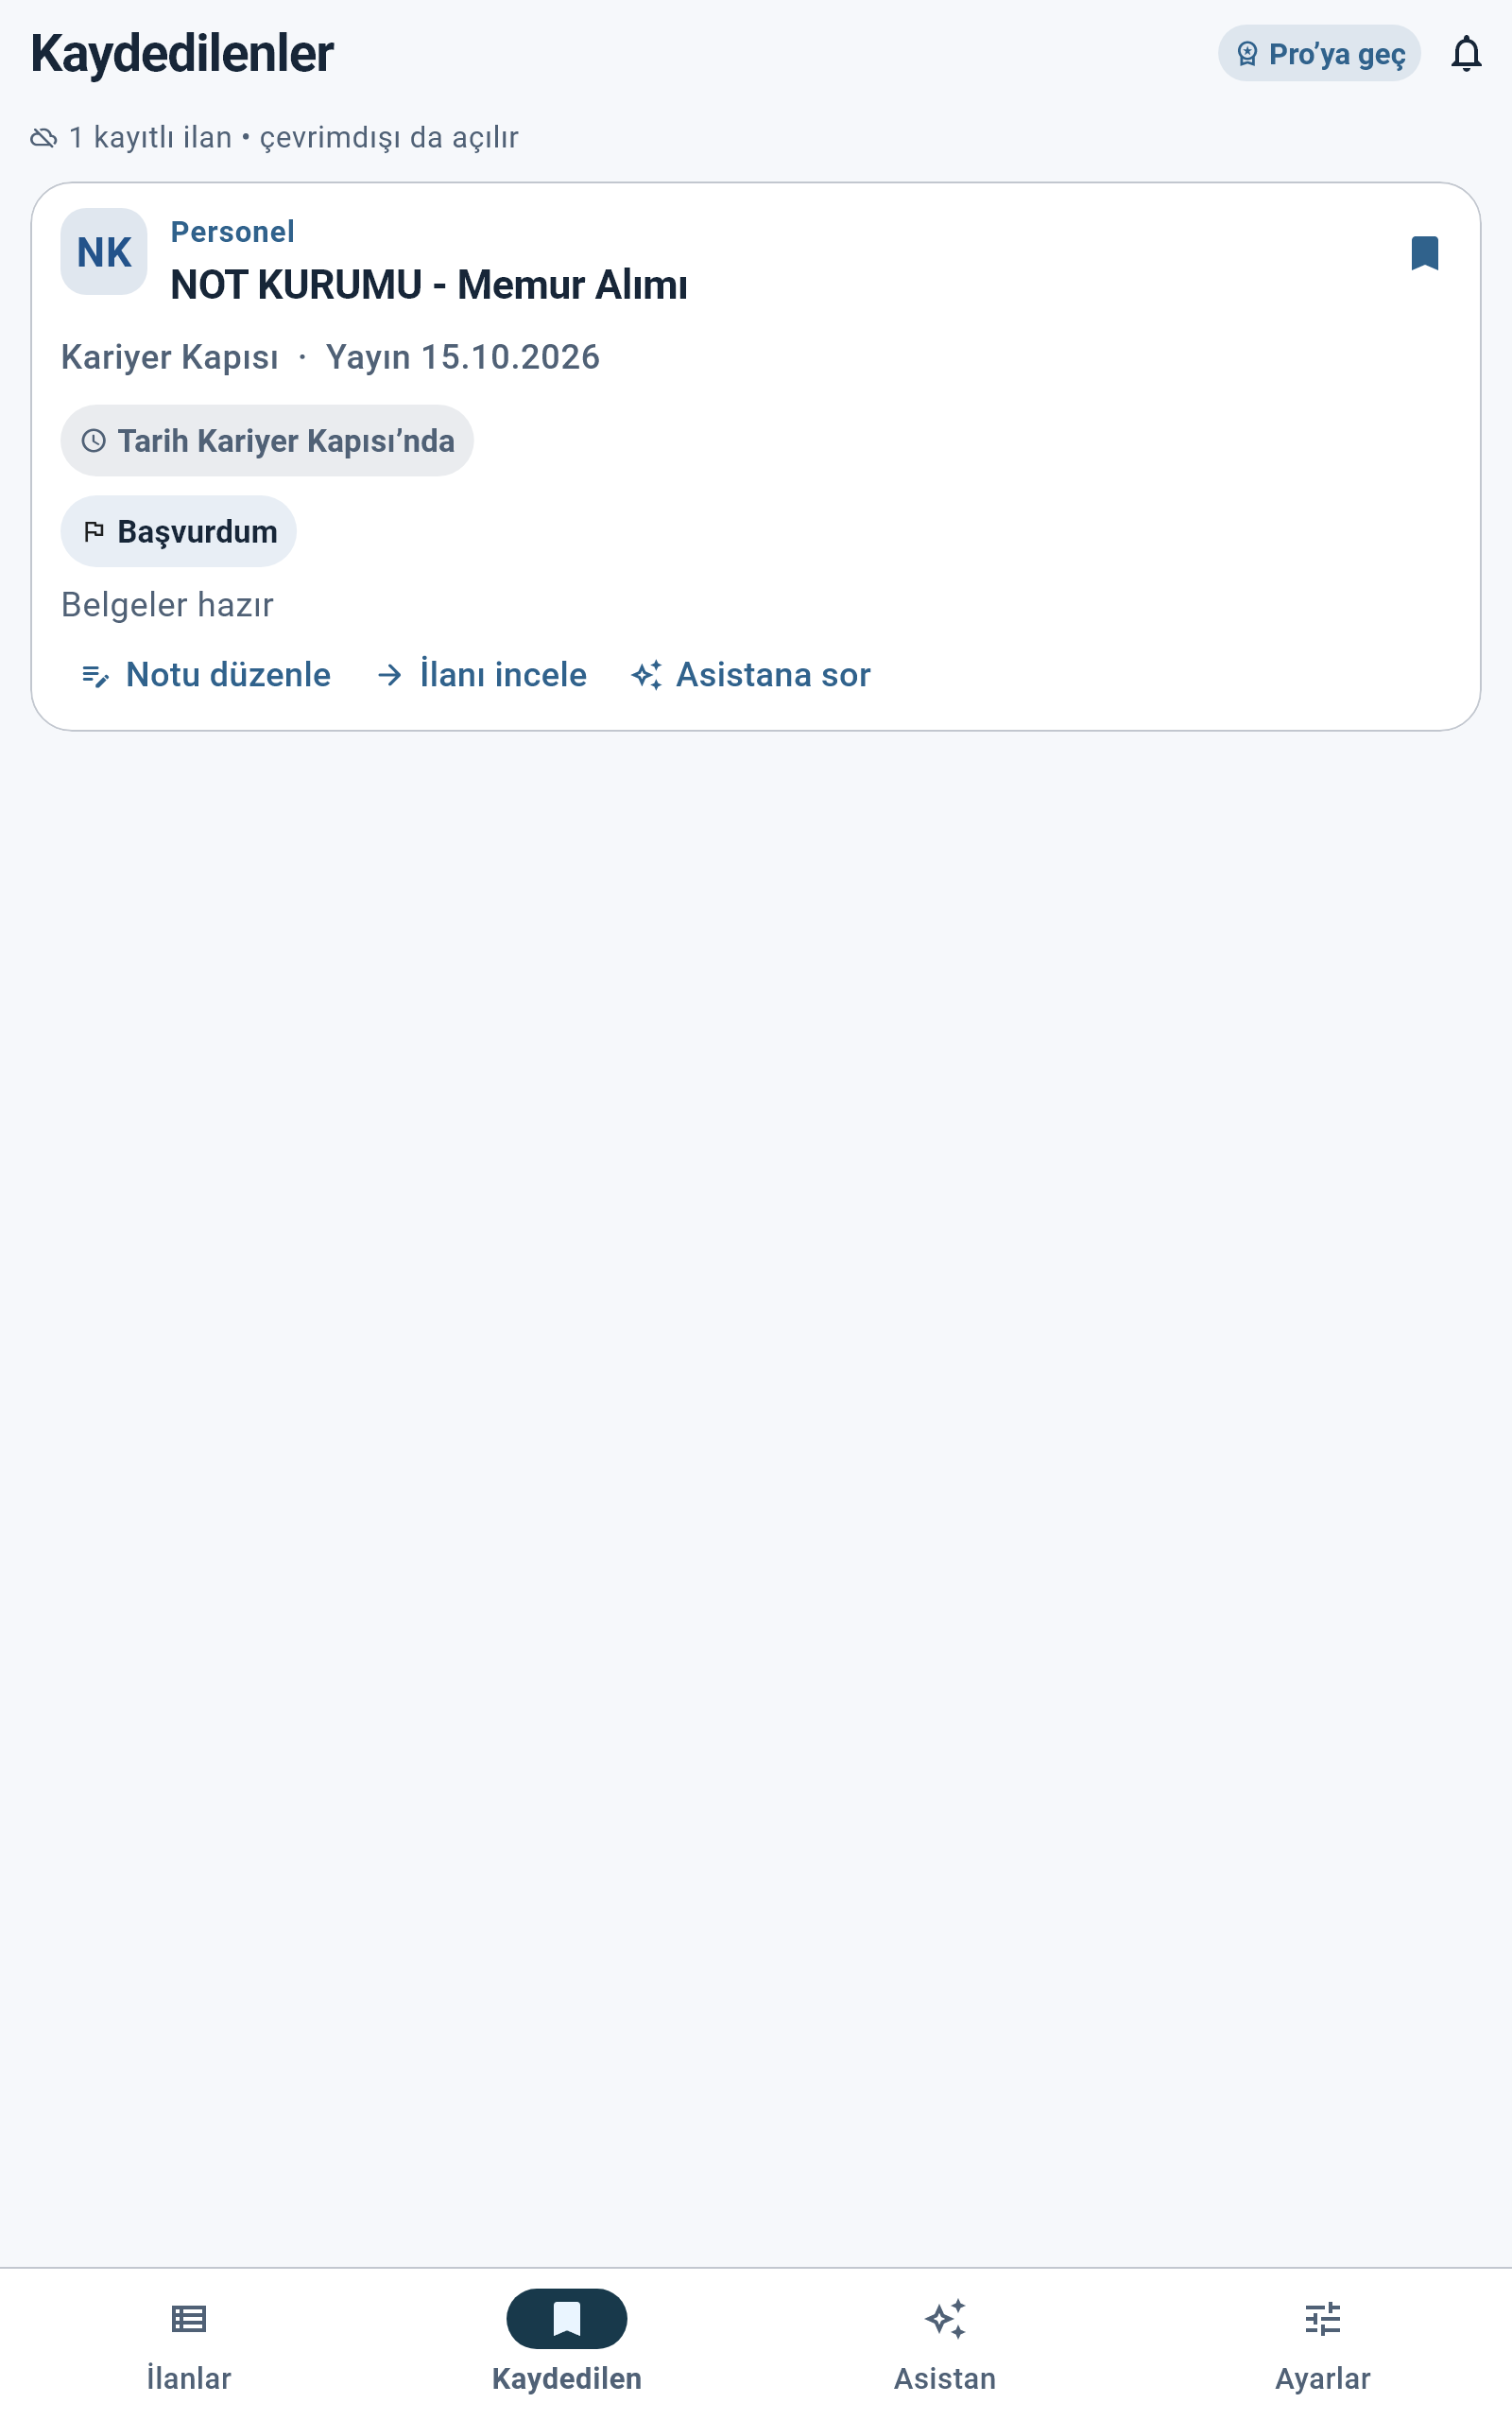 Kaydedilenler
Pro’ya geç
1 kayıtlı ilan • çevrimdışı da açılır
NK
Personel
NOT KURUMU - Memur Alımı
Kariyer Kapısı · Yayın 15.10.2026
Tarih Kariyer Kapısı’nda
Başvurdum
Belgeler hazır
Notu düzenle
İlanı incele
Asistana sor
İlanlar
Kaydedilen
Asistan
Ayarlar